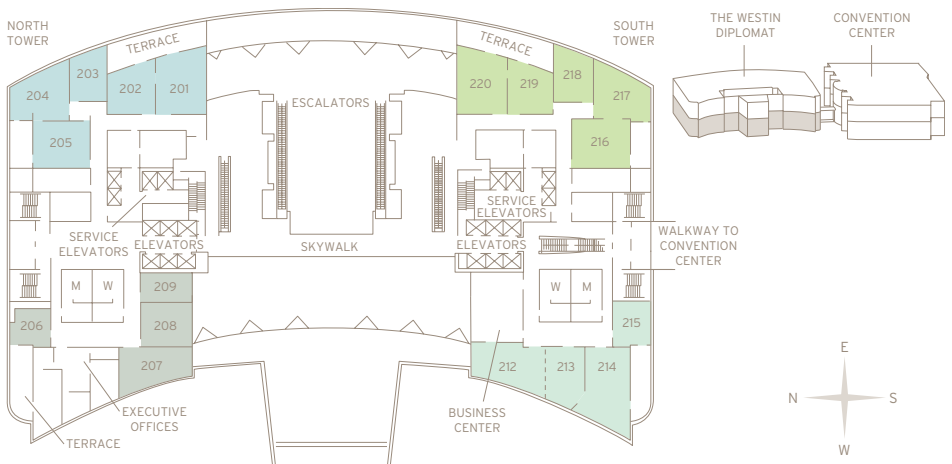 NORTH
TOWER
TERRACE
203
204
202
201
205
ESCALATORS
TERRACE
SOUTH
TOWER
220
219
218
217
216
THE WESTIN
DIPLOMAT
CONVENTION
CENTER
SERVICE
ELEVATORS
ELEVATORS
SKYWALK
SERVICE
ELEVATORS
ELEVATORS
WALKWAY TO
CONVENTION
CENTER
M W
209
208
206
207
W M
215
212
213
214
EXECUTIVE
OFFICES
TERRACE
BUSINESS
CENTER
E
N S
W